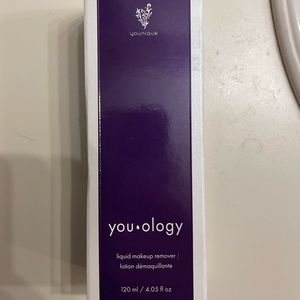 younique
you•ology
liquid makeup remover
lotion démaquillante
120 ml / 4.05 fl oz